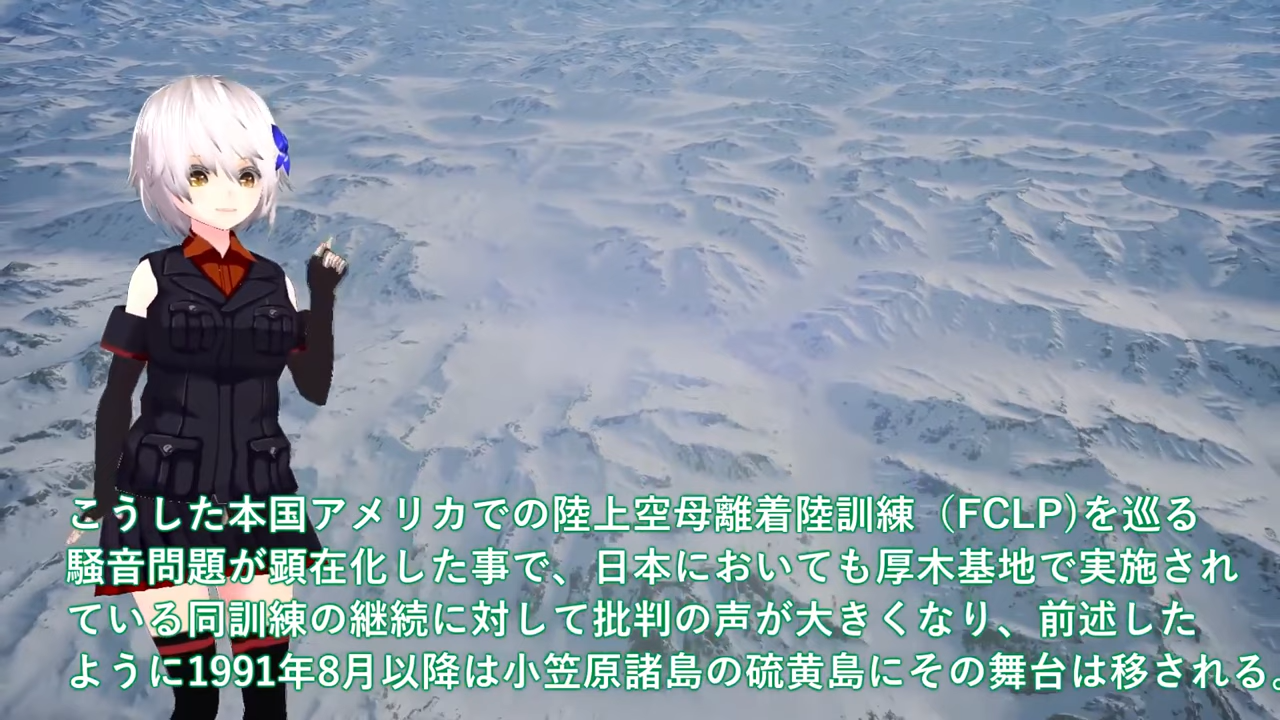 こうした本国アメリカでの陸上空母離着陸訓練（FCLP)を巡る
騒音問題が顕在化した事で、日本においても厚木基地で実施され
ている同訓練の継続に対して批判の声が大きくなり、前述した
ように1991年8月以降は小笠原諸島の硫黄島にその舞台は移される。